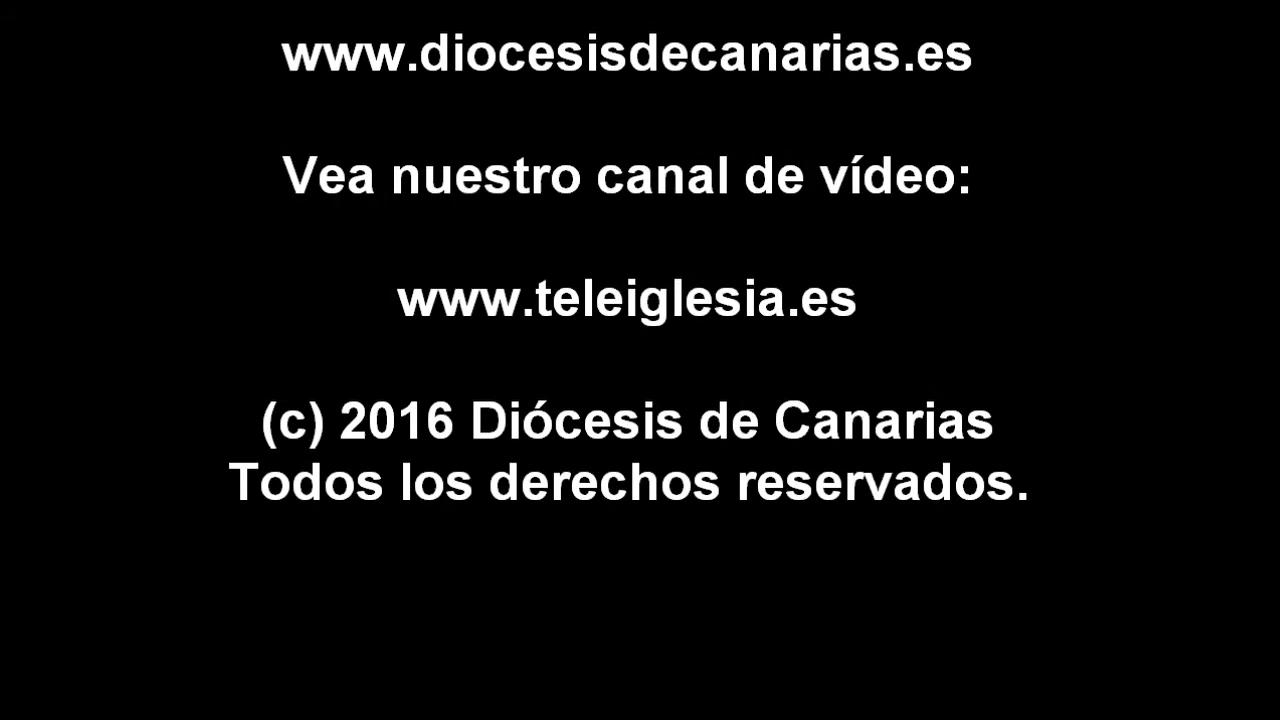 www.diocesisdecanarias.es
Vea nuestro canal de vídeo:
www.teleiglesia.es
(c) 2016 Diócesis de Canarias
Todos los derechos reservados.